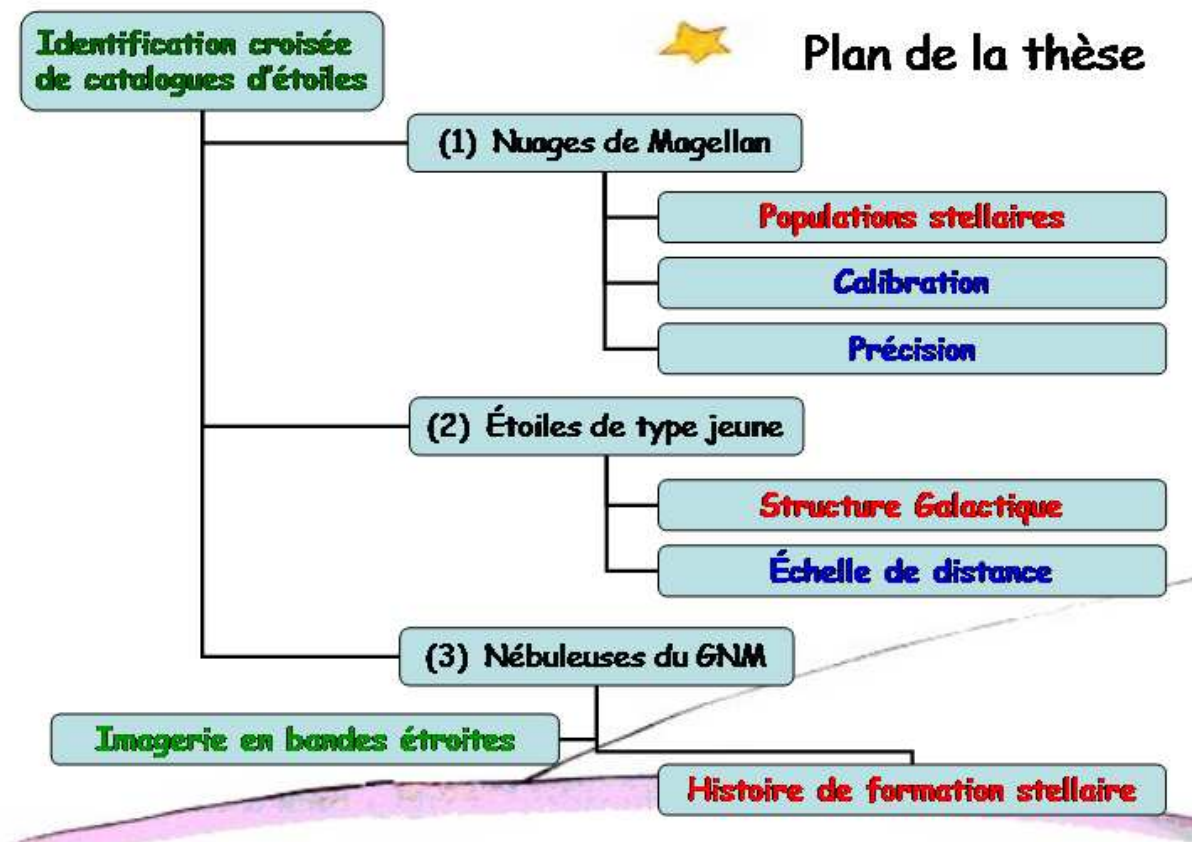 Identification croisée
de catalogues d'étoiles
Plan de la thèse
(1) Nuages de Magellan
Populations stellaires
Calibration
Précision
(2) Étoiles de type jeune
Structure Galactique
Échelle de distance
(3) Nébuleuses du GNM
Imagerie en bandes étroites
Histoire de formation stellaire